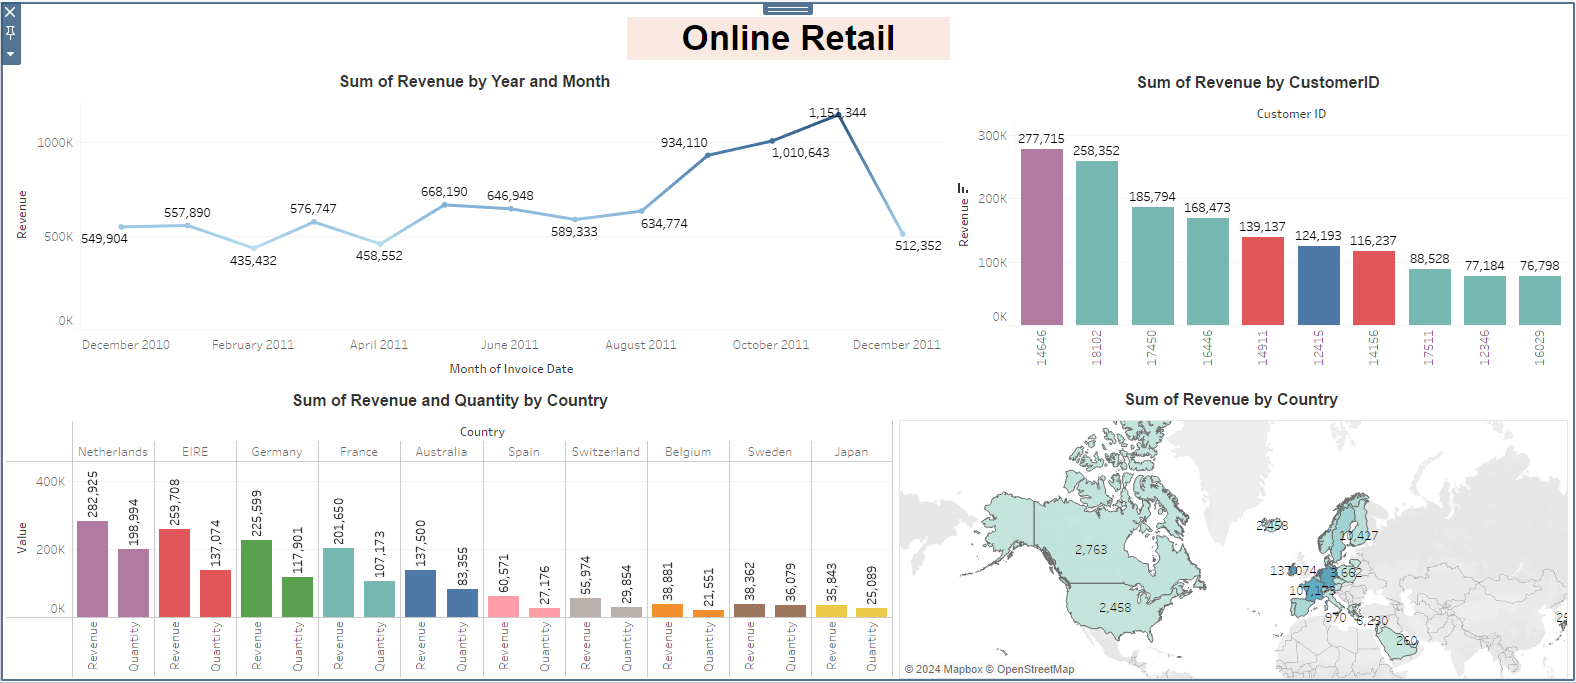 Online Retail
Sum of Revenue by Year and Month
Revenue
1000K
500K
0K
549,904
557,890
435,432
576,747
458,552
668,190
646,948
589,333
634,774
934,110
1,010,643
1,151,344
512,352
December 2010
February 2011
April 2011
June 2011
August 2011
October 2011
December 2011
Month of Invoice Date
Sum of Revenue by CustomerID
Customer ID
Revenue
300K
200K
100K
0K
277,715
258,352
185,794
168,473
139,137
124,193
116,237
88,528
77,184
76,798
14646
18102
17450
16446
14911
12415
14156
17511
12346
16029
Sum of Revenue and Quantity by Country
Country
Netherlands
EIRE
Germany
France
Australia
Spain
Switzerland
Belgium
Sweden
Japan
Value
400K
200K
0K
282,925
198,994
259,708
137,074
225,599
117,901
201,650
107,173
137,500
83,355
60,571
27,176
55,974
29,854
38,881
21,551
38,362
36,079
35,843
25,089
Revenue
Quantity
Revenue
Quantity
Revenue
Quantity
Revenue
Quantity
Revenue
Quantity
Revenue
Quantity
Revenue
Quantity
Revenue
Quantity
Revenue
Quantity
Revenue
Quantity
Sum of Revenue by Country
2,763
2,458
2,458
10,427
137,074
3,662
107,173
970
260
© 2024 Mapbox © OpenStreetMap